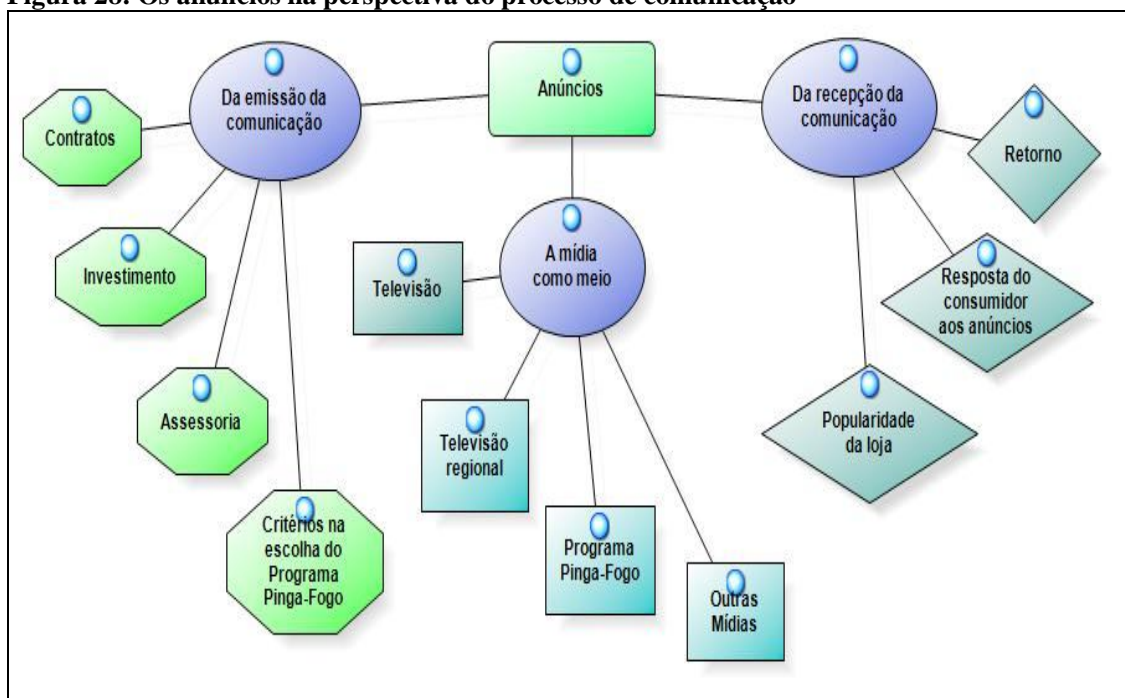 Figura 28: Os anúncios na perspectiva do processo de comunicação
Da emissão da
comunicação
Anúncios
Da recepção da
comunicação
Contratos
Retorno
Investimento
Televisão
A mídia
como meio
Resposta do
consumidor
aos anúncios
Assessoria
Televisão
regional
Popularidade
da loja
Critérios na
escolha do
Programa
Pinga-Fogo
Programa
Pinga-Fogo
Outras
Mídias